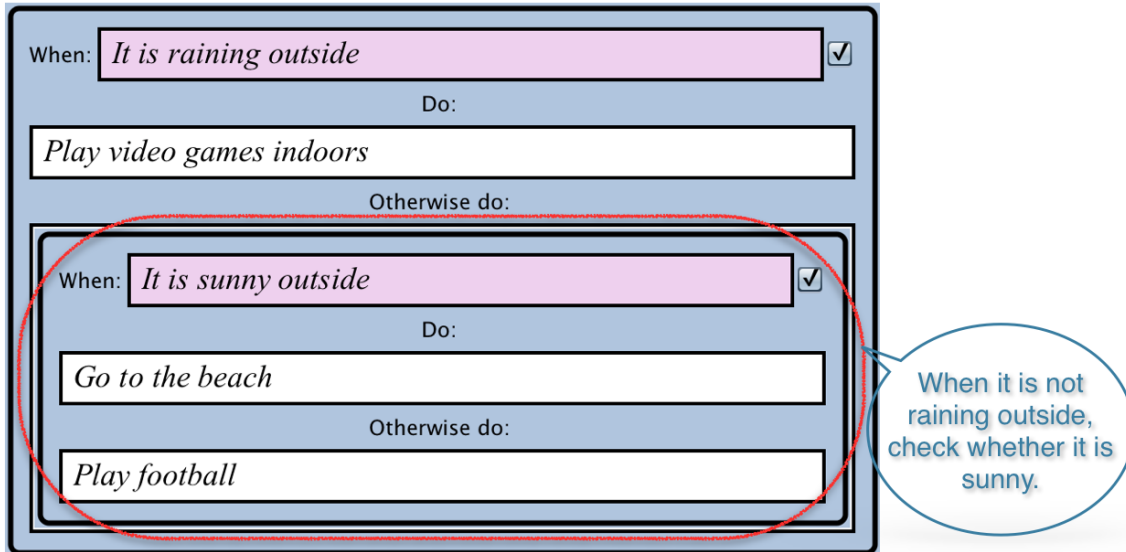 When: It is raining outside
Do:
Play video games indoors
Otherwise do:
When: It is sunny outside
Do:
Go to the beach
Otherwise do:
Play football
When it is not
raining outside,
check whether it is
sunny.